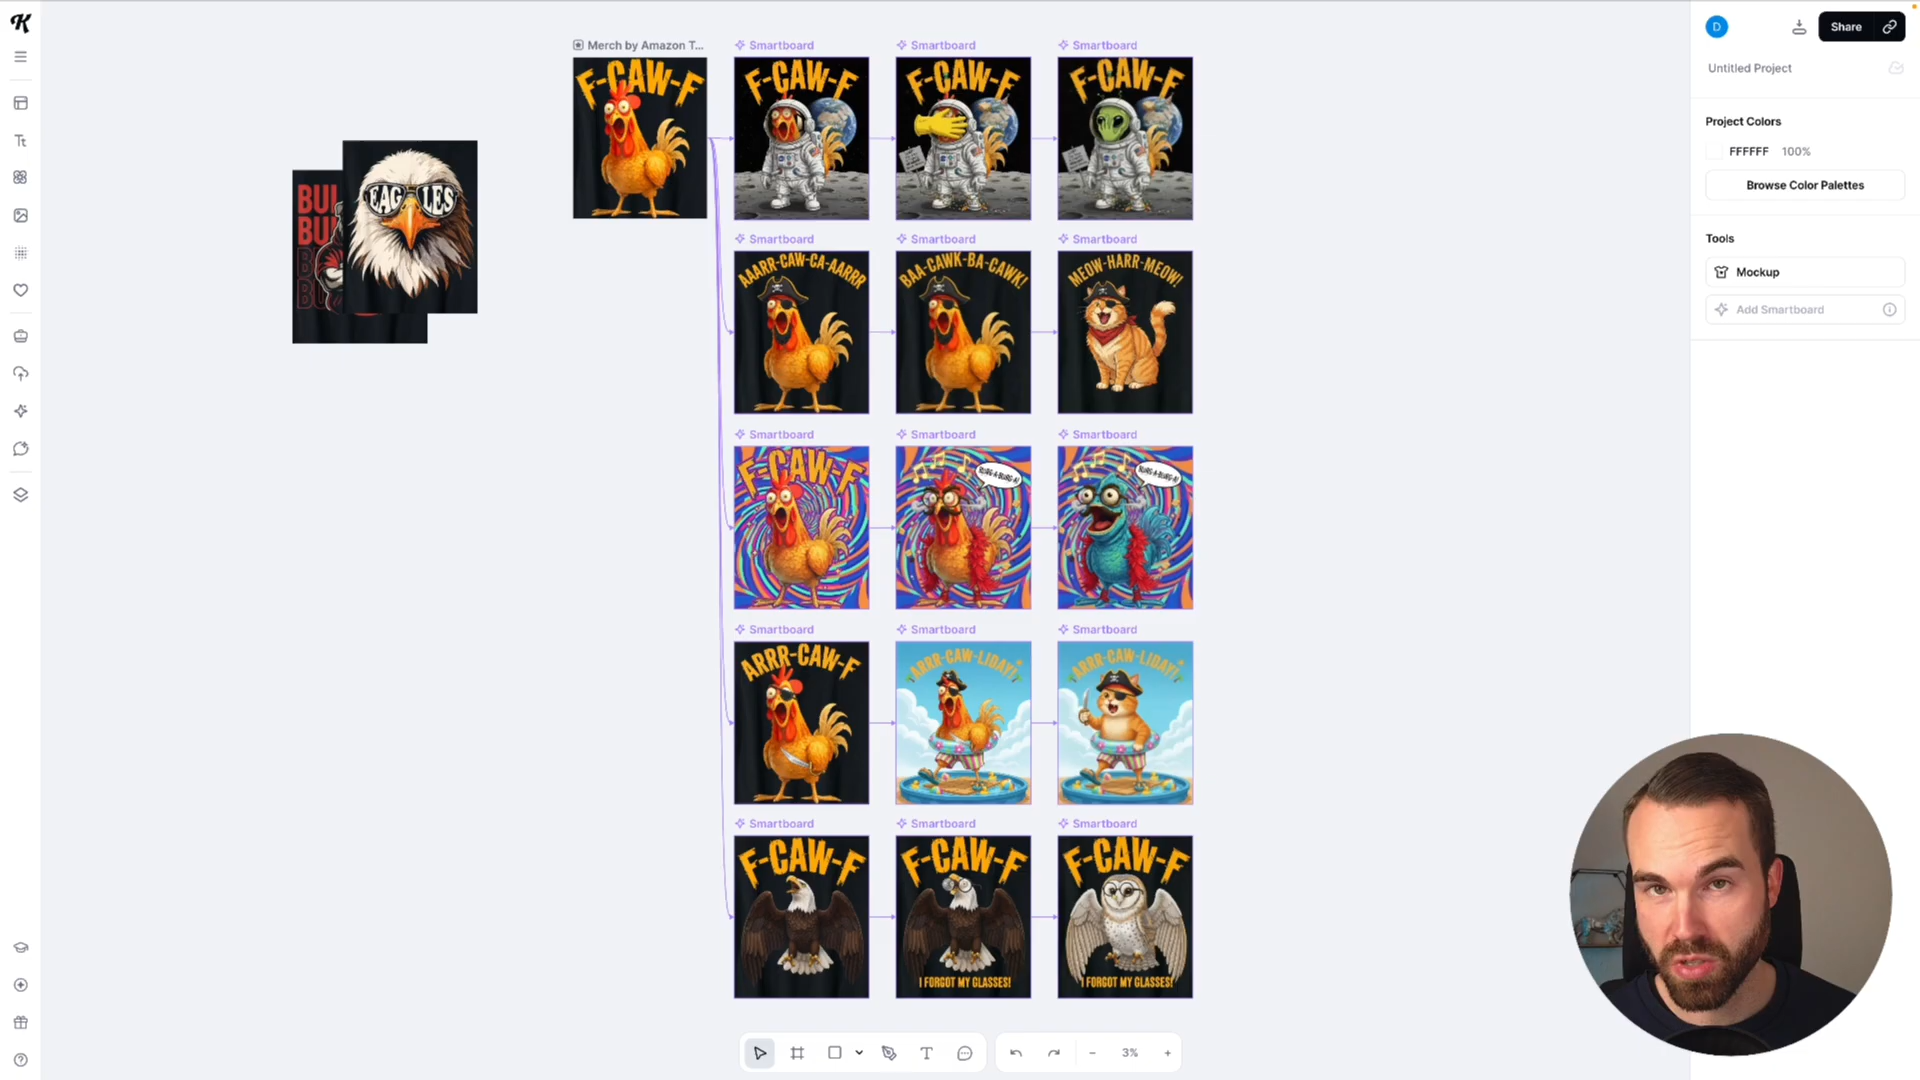 D
Share
Untitled Project
Project Colors
FFFFFF 100%
Browse Color Palettes
Tools
Mockup
Add Smartboard
Merch by Amazon T...
Smartboard
Smartboard
Smartboard
F-CAW-F
F-CAW-F
F-CAW-F
F-CAW-F
EAG LES
BUL
BU
Smartboard
Smartboard
Smartboard
AAARR-CAW-CA-AARRR
BAA-CAWK-BA-CAWK!
MEOW-HARR-MEOW!
Smartboard
Smartboard
Smartboard
F-CAW-F
Smartboard
Smartboard
Smartboard
ARRR-CAW-F
ARRR-CAW-LIDAY!
ARRR-CAW-LIDAY!
Smartboard
Smartboard
Smartboard
F-CAW-F
F-CAW-F
F-CAW-F
I FORGOT MY GLASSES!
I FORGOT MY GLASSES!
3%